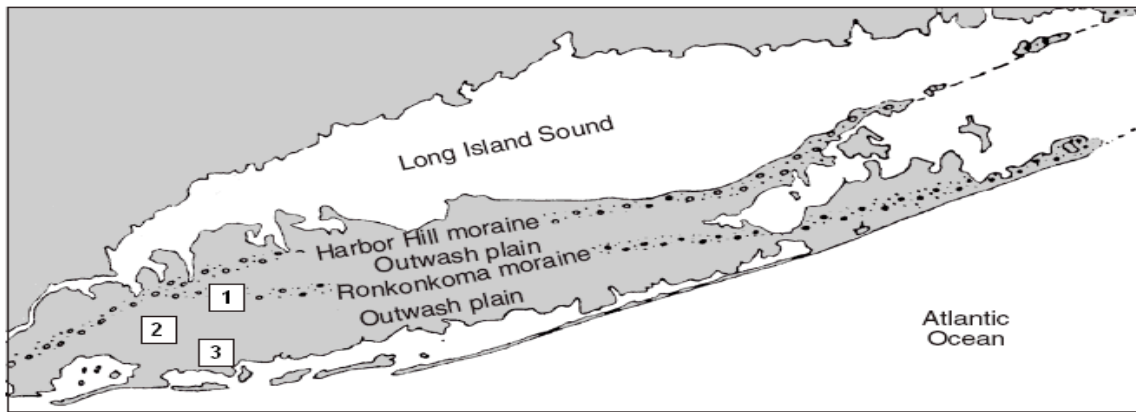 Long Island Sound
Harbor Hill moraine
Outwash plain
Ronkonkoma moraine
Outwash plain
1
2
3
Atlantic
Ocean